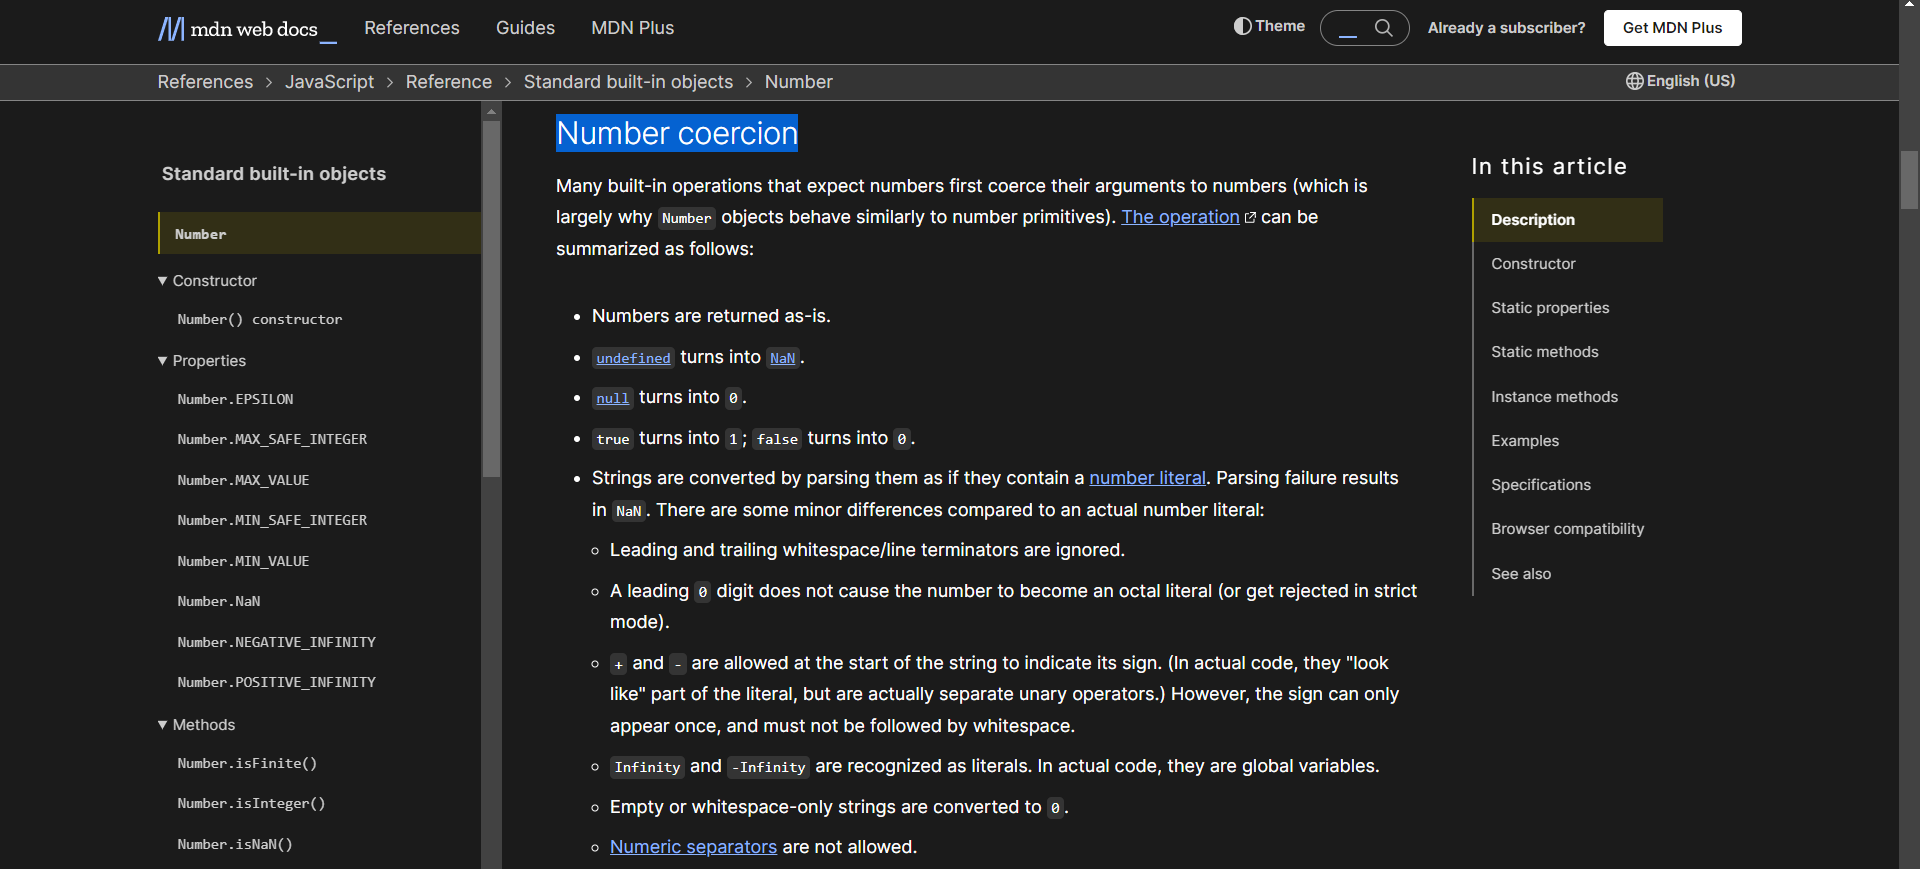 mdn web docs_
References Guides MDN Plus
Theme
Already a subscriber?
Get MDN Plus
References > JavaScript > Reference > Standard built-in objects > Number
English (US)
Standard built-in objects
Number
▼ Constructor
Number() constructor
▼ Properties
Number.EPSILON
Number.MAX_SAFE_INTEGER
Number.MAX_VALUE
Number.MIN_SAFE_INTEGER
Number.MIN_VALUE
Number.NaN
Number.NEGATIVE_INFINITY
Number.POSITIVE_INFINITY
▼ Methods
Number.isFinite()
Number.isInteger()
Number.isNaN()
Number coercion
Many built-in operations that expect numbers first coerce their arguments to numbers (which is
largely why Number objects behave similarly to number primitives). The operation can be
summarized as follows:
• Numbers are returned as-is.
• undefined turns into NaN.
• null turns into 0.
• true turns into 1; false turns into 0.
• Strings are converted by parsing them as if they contain a number literal. Parsing failure results
in NaN. There are some minor differences compared to an actual number literal:
◦ Leading and trailing whitespace/line terminators are ignored.
◦ A leading 0 digit does not cause the number to become an octal literal (or get rejected in strict
mode).
◦ + and - are allowed at the start of the string to indicate its sign. (In actual code, they "look
like" part of the literal, but are actually separate unary operators.) However, the sign can only
appear once, and must not be followed by whitespace.
◦ Infinity and -Infinity are recognized as literals. In actual code, they are global variables.
◦ Empty or whitespace-only strings are converted to 0.
◦ Numeric separators are not allowed.
In this article
Description
Constructor
Static properties
Static methods
Instance methods
Examples
Specifications
Browser compatibility
See also